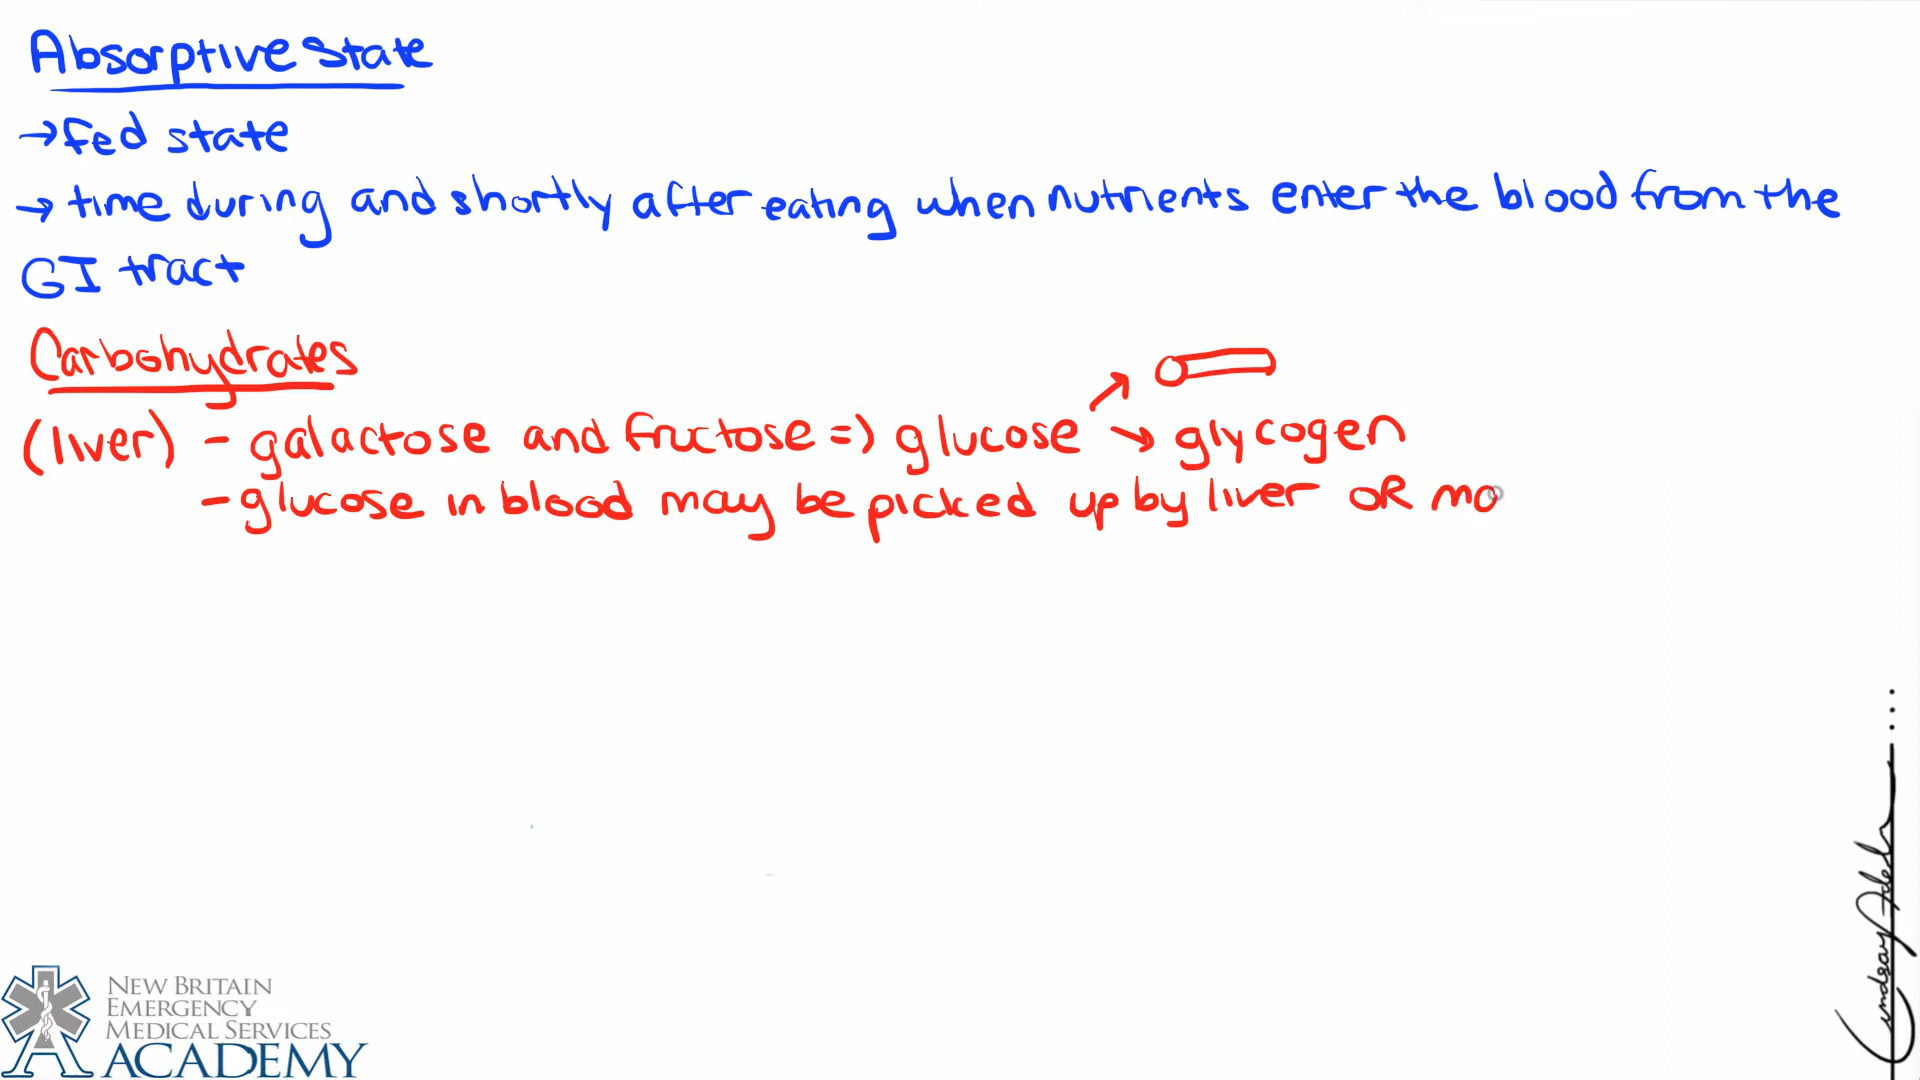 Absorptive State
→ fed state
→ time during and shortly after eating when nutrients enter the blood from the
GI tract
Carbohydrates
(liver) - galactose and fructose => glucose → glycogen
- glucose in blood may be picked up by liver OR mo
NEW BRITAIN
EMERGENCY
MEDICAL SERVICES
ACADEMY
Lindsay